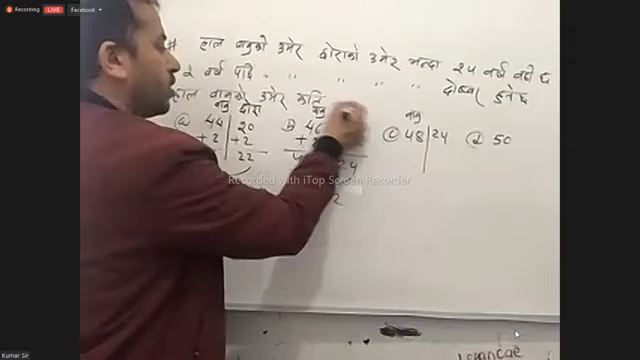 Recording LIVE Facebook
# हाल बाबुको उमेर छोराको उमेर भन्दा २४ वर्ष बढी छ
२ वर्ष पछि " " " " " दोब्बर हुनेछ
हाल बाबुको उमेर कति
बाबु छोरा बाबु बाबु
a 44 20 b 46 c 48 24 d 50
+2 +2 +
22 24
2
Recorded with iTop Screen Recorder
Kumar Sir